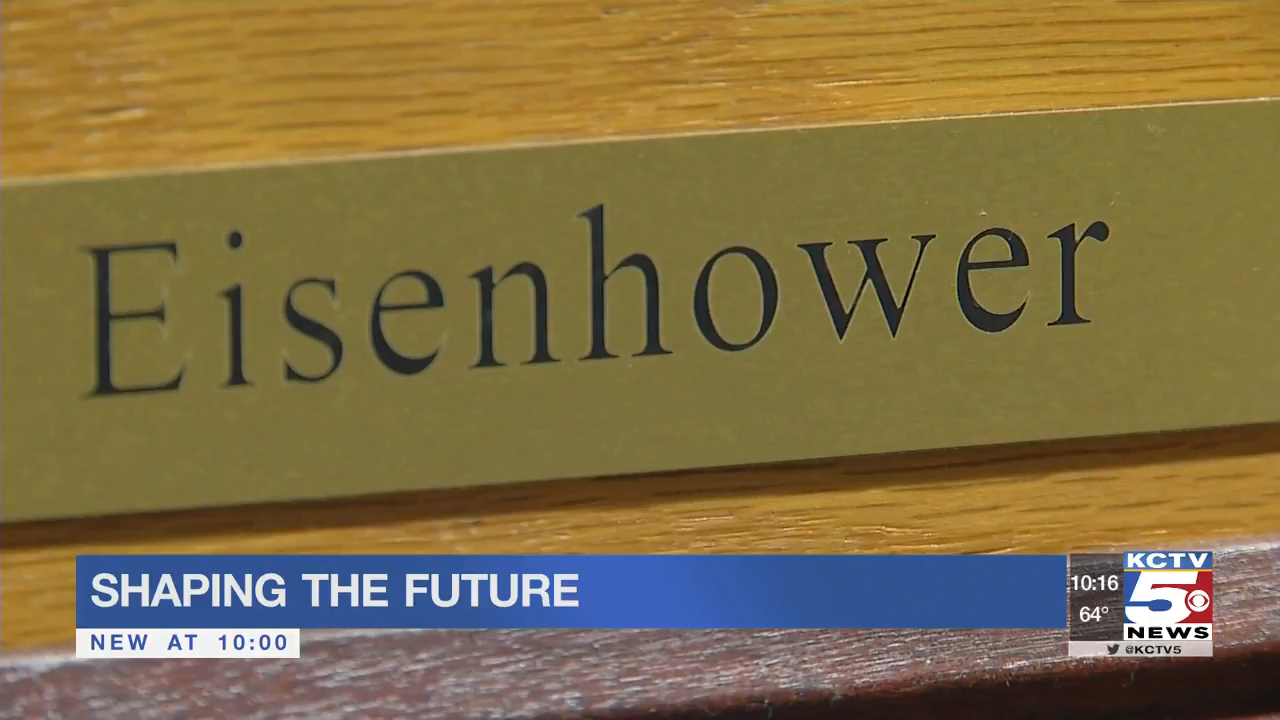 Eisenhower
SHAPING THE FUTURE
NEW AT 10:00
10:16
64°
KCTV
5
NEWS
@KCTV5